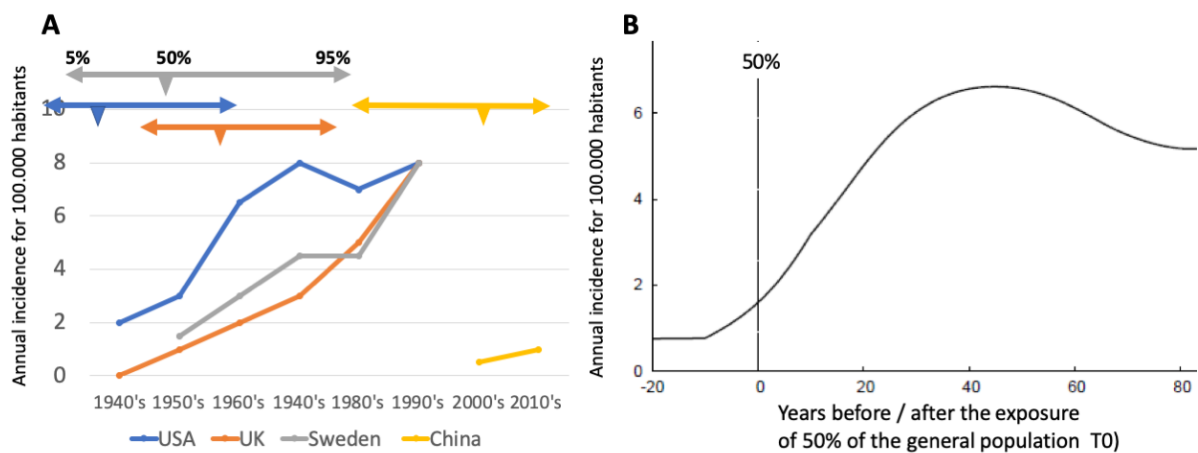 A
5% 50% 95%
Annual incidence for 100.000 habitants
10
8
6
4
2
0
1940's 1950's 1960's 1940's 1980's 1990's 2000's 2010's
USA UK Sweden China
B
50%
Annual incidence for 100.000 habitants
6
4
2
0
-20 0 20 40 60 80
Years before / after the exposure
of 50% of the general population T0)